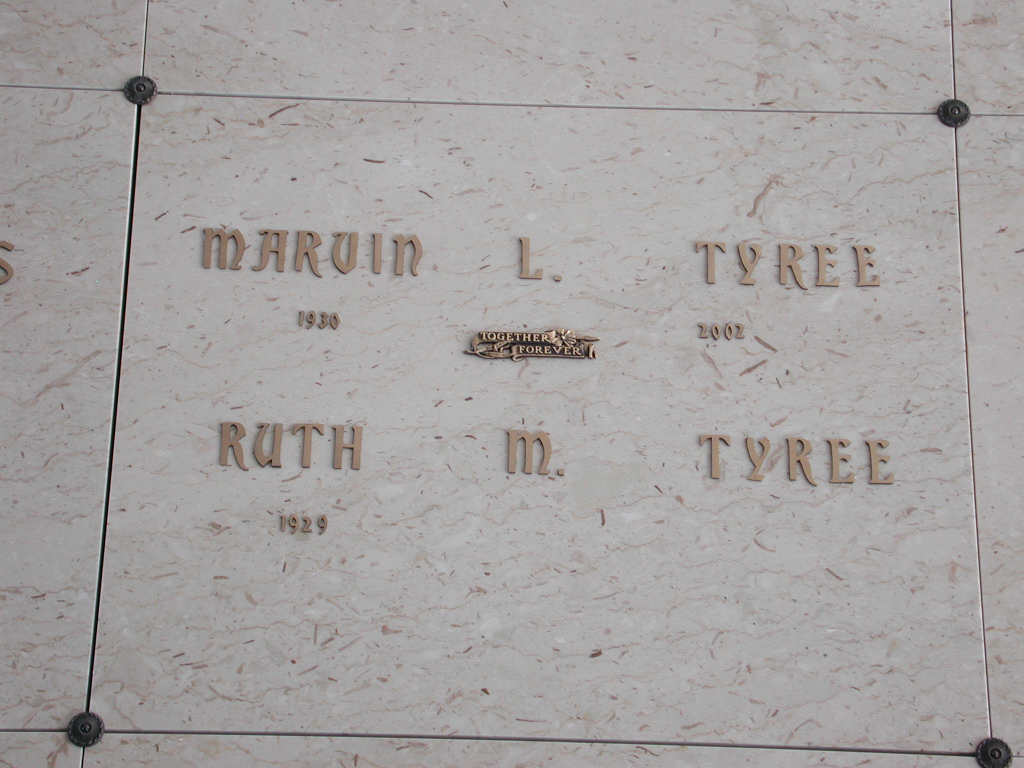 MARVIN L. TYREE
1930 2002
TOGETHER
FOREVER
RUTH M. TYREE
1929
S